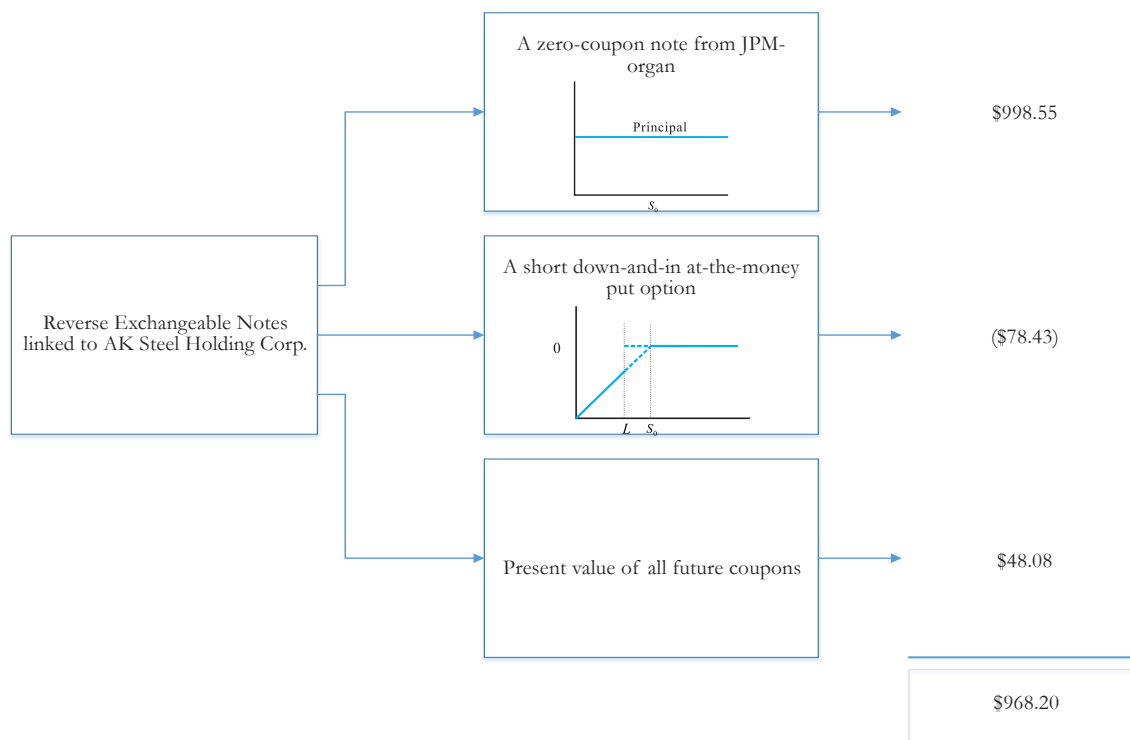 Reverse Exchangeable Notes
linked to AK Steel Holding Corp.
A zero-coupon note from JPM-
organ
Principal
S₀
$998.55
A short down-and-in at-the-money
put option
0
L
S₀
($78.43)
Present value of all future coupons
$48.08
$968.20